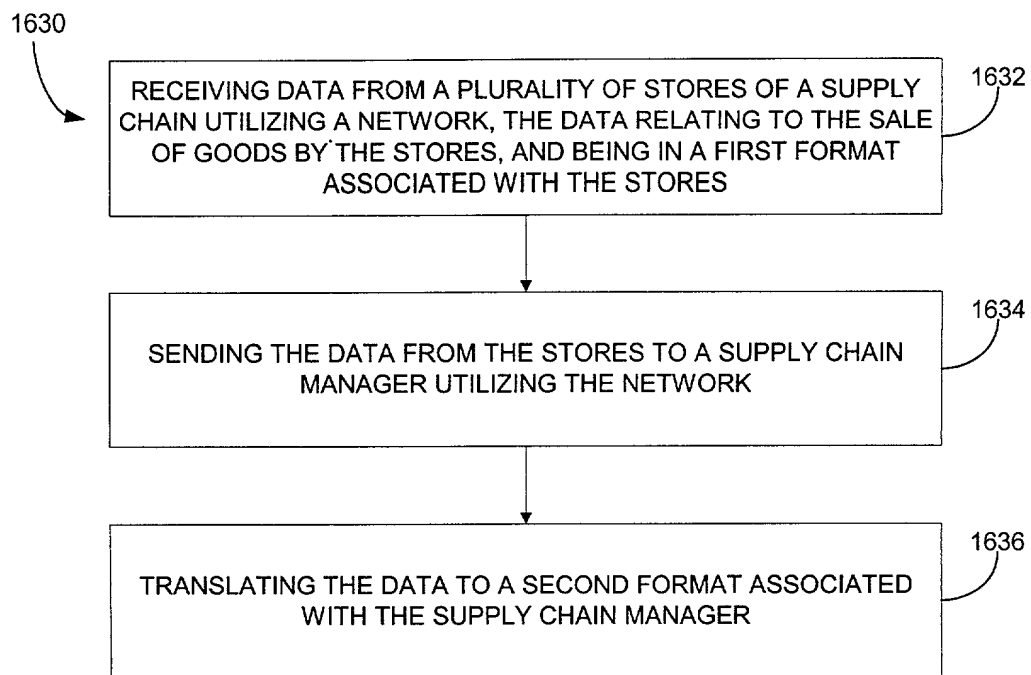 1630
RECEIVING DATA FROM A PLURALITY OF STORES OF A SUPPLY
CHAIN UTILIZING A NETWORK, THE DATA RELATING TO THE SALE
OF GOODS BY THE STORES, AND BEING IN A FIRST FORMAT
ASSOCIATED WITH THE STORES
1632
SENDING THE DATA FROM THE STORES TO A SUPPLY CHAIN
MANAGER UTILIZING THE NETWORK
1634
TRANSLATING THE DATA TO A SECOND FORMAT ASSOCIATED
WITH THE SUPPLY CHAIN MANAGER
1636